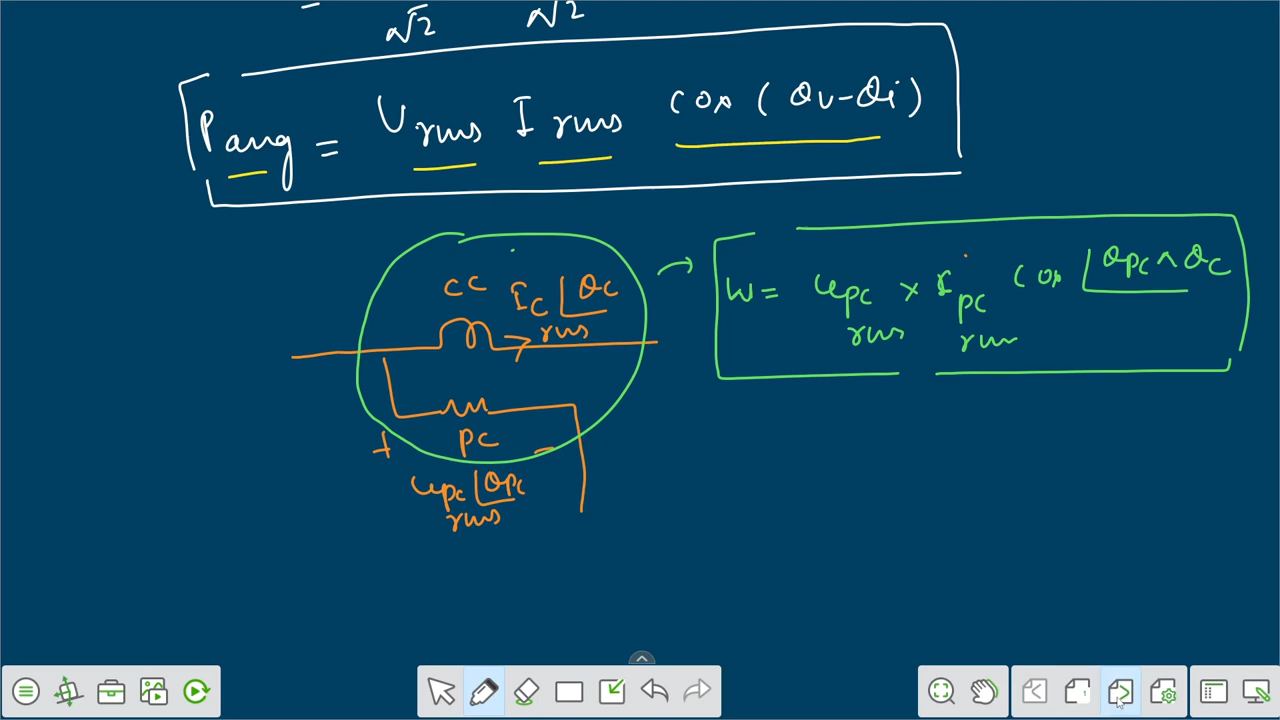 √2 √2
Pavg = Vrms Irms cos (θv-θi)
CC IC∠θC
rms
W = VPC × IPC cos ∠θPC ^ θC
rms rms
+ PC -
VPC∠θPC
rms